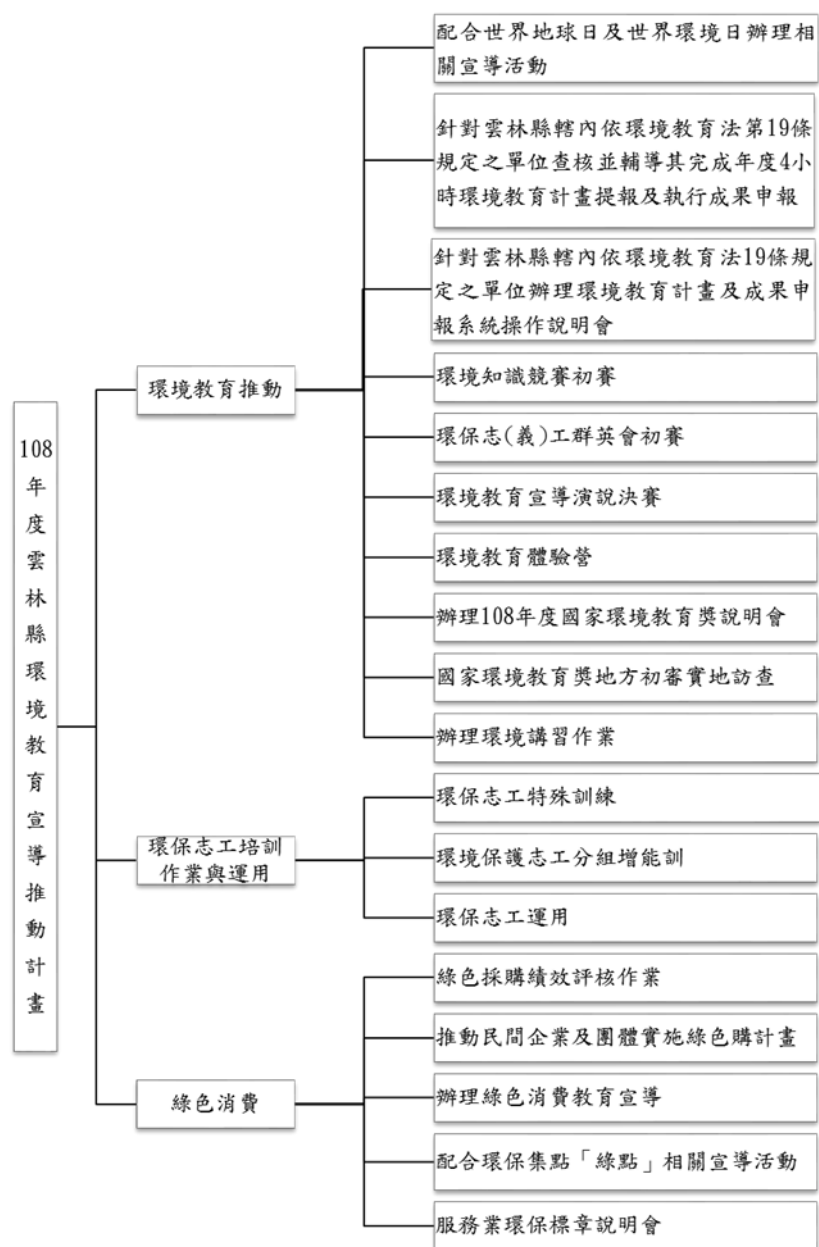 108年度雲林縣環境教育宣導推動計畫
環境教育推動
配合世界地球日及世界環境日辦理相
關宣導活動
針對雲林縣轄內依環境教育法第19條
規定之單位查核並輔導其完成年度4小
時環境教育計畫提報及執行成果申報
針對雲林縣轄內依環境教育法19條規
定之單位辦理環境教育計畫及成果申
報系統操作說明會
環境知識競賽初賽
環保志(義)工群英會初賽
環境教育宣導演說決賽
環境教育體驗營
辦理108年度國家環境教育獎說明會
國家環境教育獎地方初審實地訪查
辦理環境講習作業
環保志工培訓
作業與運用
環保志工特殊訓練
環境保護志工分組增能訓
環保志工運用
綠色消費
綠色採購績效評核作業
推動民間企業及團體實施綠色購計畫
辦理綠色消費教育宣導
配合環保集點「綠點」相關宣導活動
服務業環保標章說明會